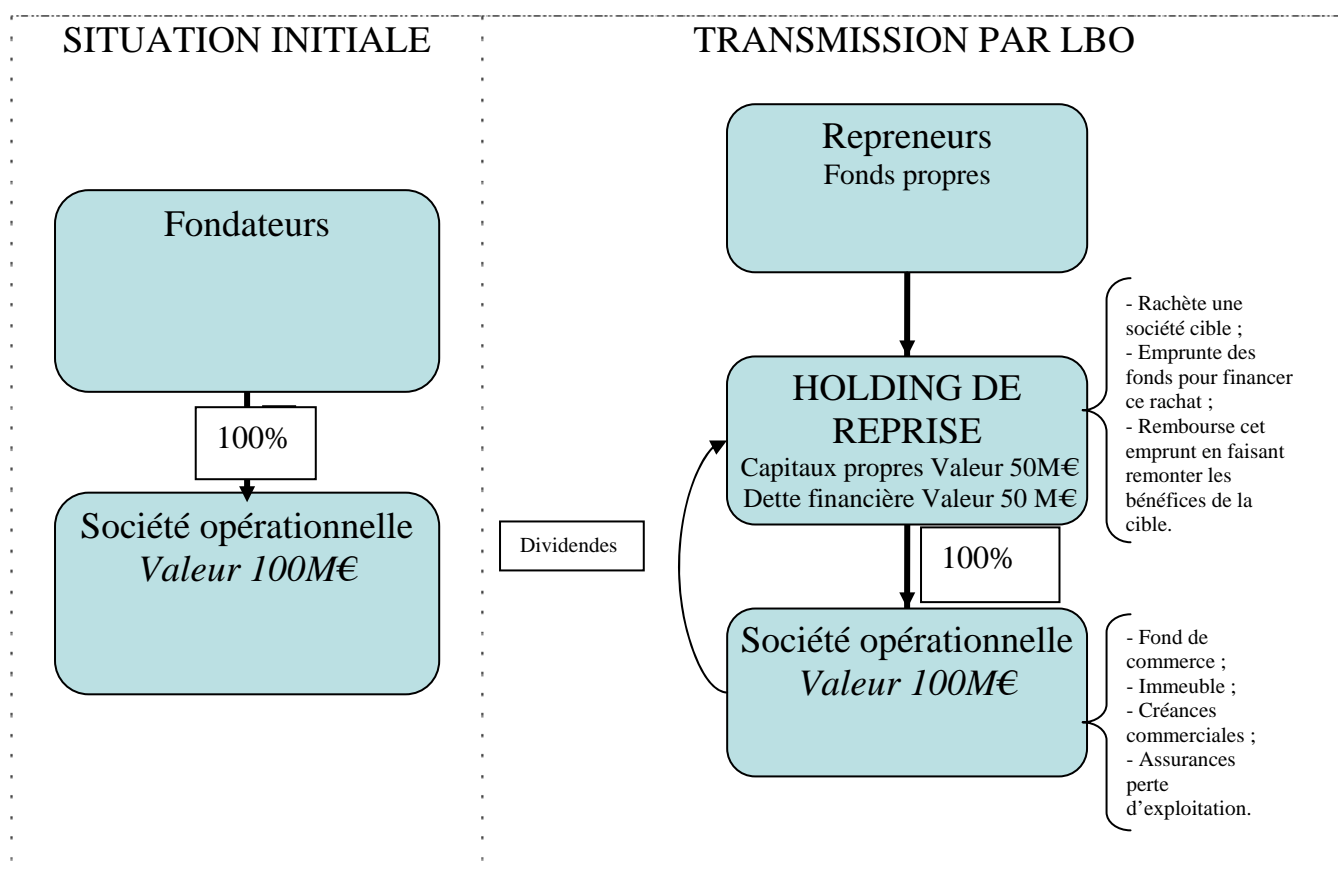 SITUATION INITIALE
TRANSMISSION PAR LBO
Fondateurs
100%
Société opérationnelle
Valeur 100M€
Repreneurs
Fonds propres
HOLDING DE
REPRISE
Capitaux propres Valeur 50M€
Dette financière Valeur 50 M€
- Rachète une
société cible ;
- Emprunte des
fonds pour financer
ce rachat ;
- Rembourse cet
emprunt en faisant
remonter les
bénéfices de la
cible.
Dividendes
100%
Société opérationnelle
Valeur 100M€
- Fond de
commerce ;
- Immeuble ;
- Créances
commerciales ;
- Assurances
perte
d’exploitation.